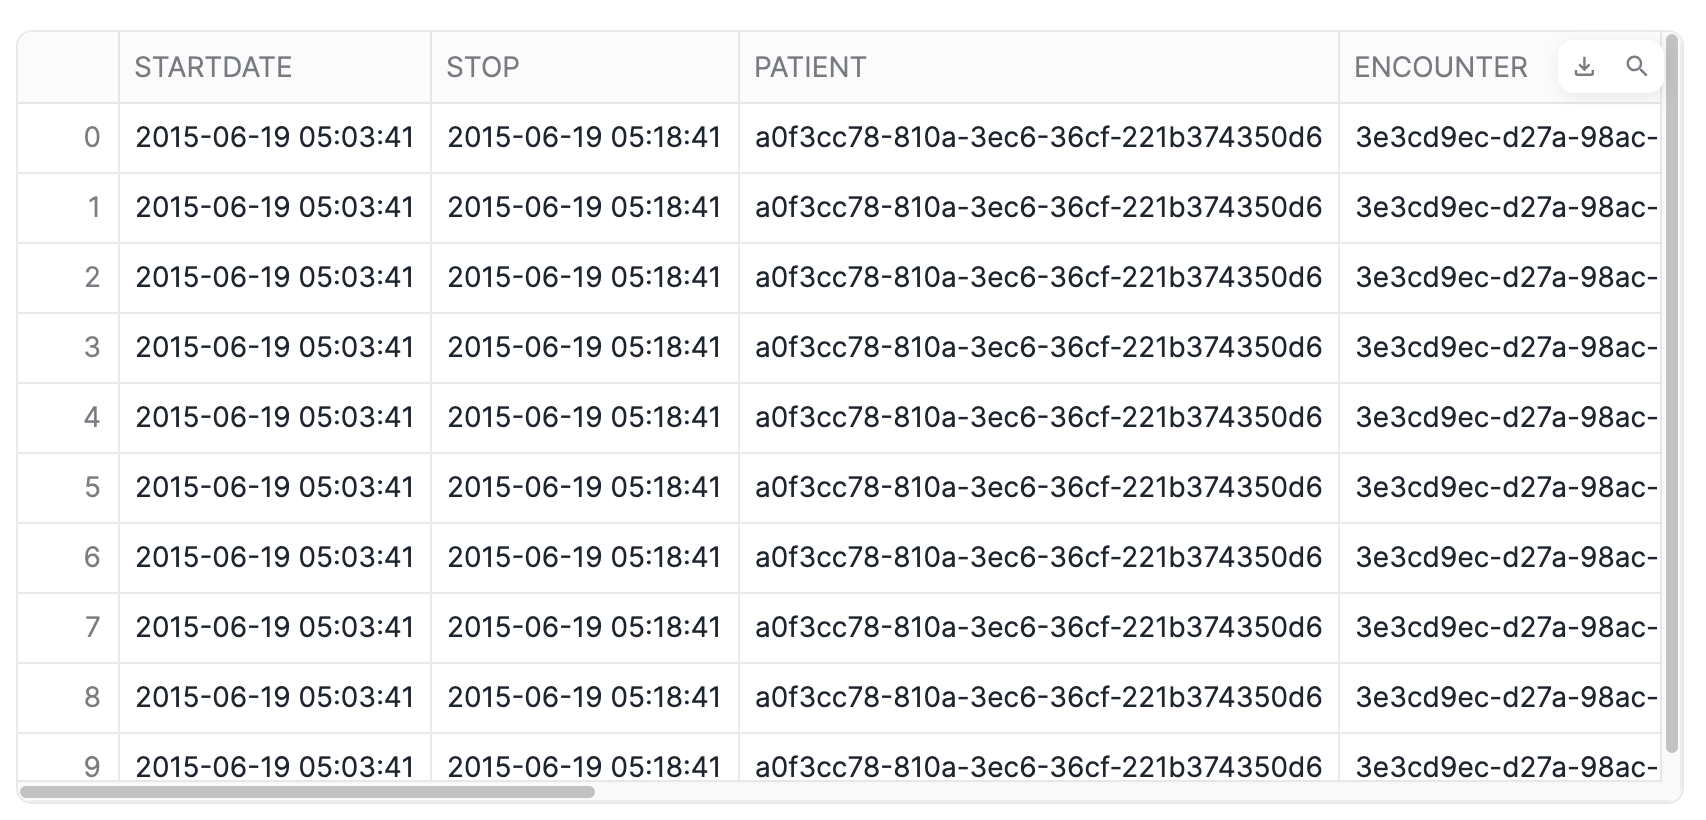 STARTDATE STOP PATIENT ENCOUNTER
0 2015-06-19 05:03:41 2015-06-19 05:18:41 a0f3cc78-810a-3ec6-36cf-221b374350d6 3e3cd9ec-d27a-98ac-
1 2015-06-19 05:03:41 2015-06-19 05:18:41 a0f3cc78-810a-3ec6-36cf-221b374350d6 3e3cd9ec-d27a-98ac-
2 2015-06-19 05:03:41 2015-06-19 05:18:41 a0f3cc78-810a-3ec6-36cf-221b374350d6 3e3cd9ec-d27a-98ac-
3 2015-06-19 05:03:41 2015-06-19 05:18:41 a0f3cc78-810a-3ec6-36cf-221b374350d6 3e3cd9ec-d27a-98ac-
4 2015-06-19 05:03:41 2015-06-19 05:18:41 a0f3cc78-810a-3ec6-36cf-221b374350d6 3e3cd9ec-d27a-98ac-
5 2015-06-19 05:03:41 2015-06-19 05:18:41 a0f3cc78-810a-3ec6-36cf-221b374350d6 3e3cd9ec-d27a-98ac-
6 2015-06-19 05:03:41 2015-06-19 05:18:41 a0f3cc78-810a-3ec6-36cf-221b374350d6 3e3cd9ec-d27a-98ac-
7 2015-06-19 05:03:41 2015-06-19 05:18:41 a0f3cc78-810a-3ec6-36cf-221b374350d6 3e3cd9ec-d27a-98ac-
8 2015-06-19 05:03:41 2015-06-19 05:18:41 a0f3cc78-810a-3ec6-36cf-221b374350d6 3e3cd9ec-d27a-98ac-
9 2015-06-19 05:03:41 2015-06-19 05:18:41 a0f3cc78-810a-3ec6-36cf-221b374350d6 3e3cd9ec-d27a-98ac-